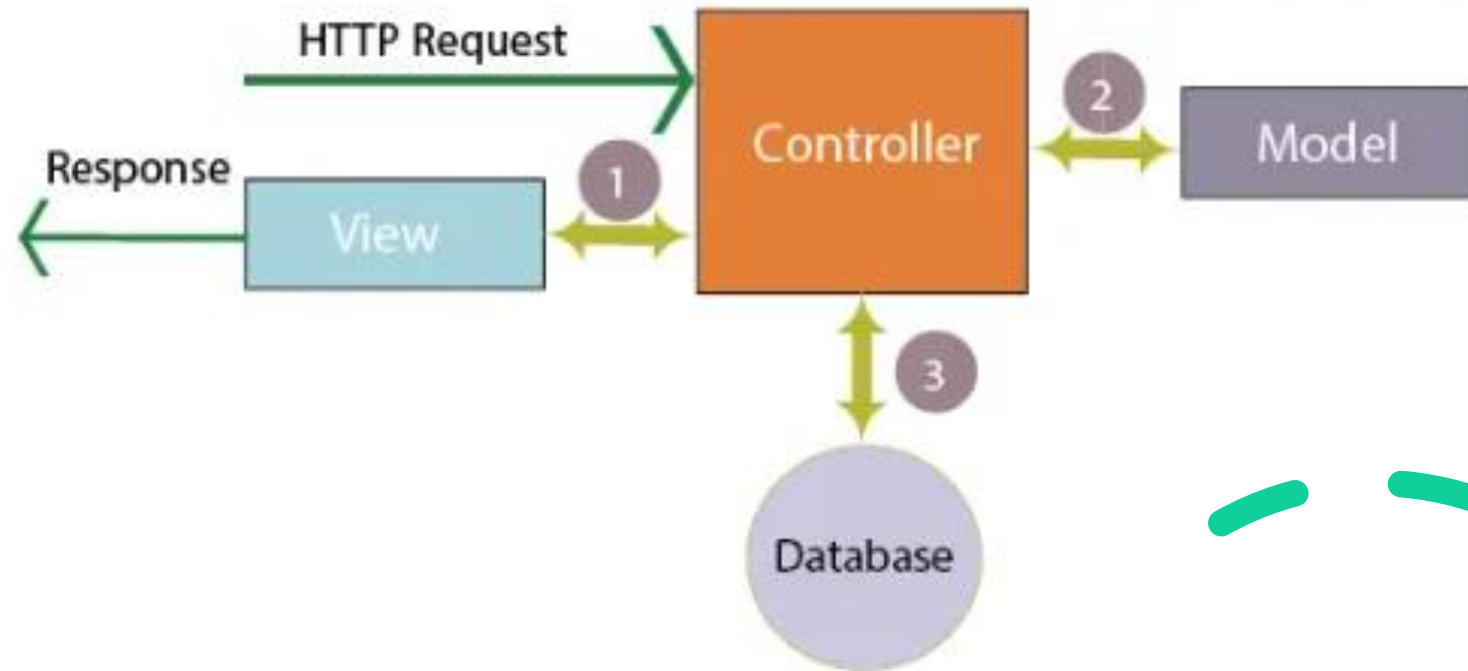 HTTP Request
2
Controller
Model
Response
1
View
3
Database